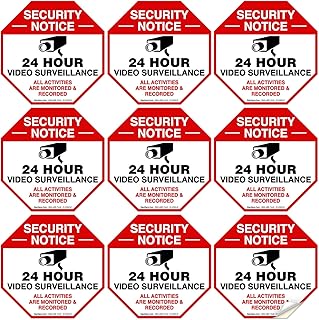 SECURITY SECURITY SECURITY
NOTICE NOTICE NOTICE
24 HOUR 24 HOUR 24 HOUR
VIDEO SURVEILLANCE VIDEO SURVEILLANCE VIDEO SURVEILLANCE
ALL ACTIVITIES ALL ACTIVITIES ALL ACTIVITIES
ARE MONITORED & ARE MONITORED & ARE MONITORED &
RECORDED RECORDED RECORDED
SECURITY SECURITY SECURITY
NOTICE NOTICE NOTICE
24 HOUR 24 HOUR 24 HOUR
VIDEO SURVEILLANCE VIDEO SURVEILLANCE VIDEO SURVEILLANCE
ALL ACTIVITIES ALL ACTIVITIES ALL ACTIVITIES
ARE MONITORED & ARE MONITORED & ARE MONITORED &
RECORDED RECORDED RECORDED
SECURITY SECURITY SECURITY
NOTICE NOTICE NOTICE
24 HOUR 24 HOUR 24 HOUR
VIDEO SURVEILLANCE VIDEO SURVEILLANCE VIDEO SURVEILLANCE
ALL ACTIVITIES ALL ACTIVITIES ALL ACTIVITIES
ARE MONITORED & ARE MONITORED & ARE MONITORED &
RECORDED RECORDED RECORDED